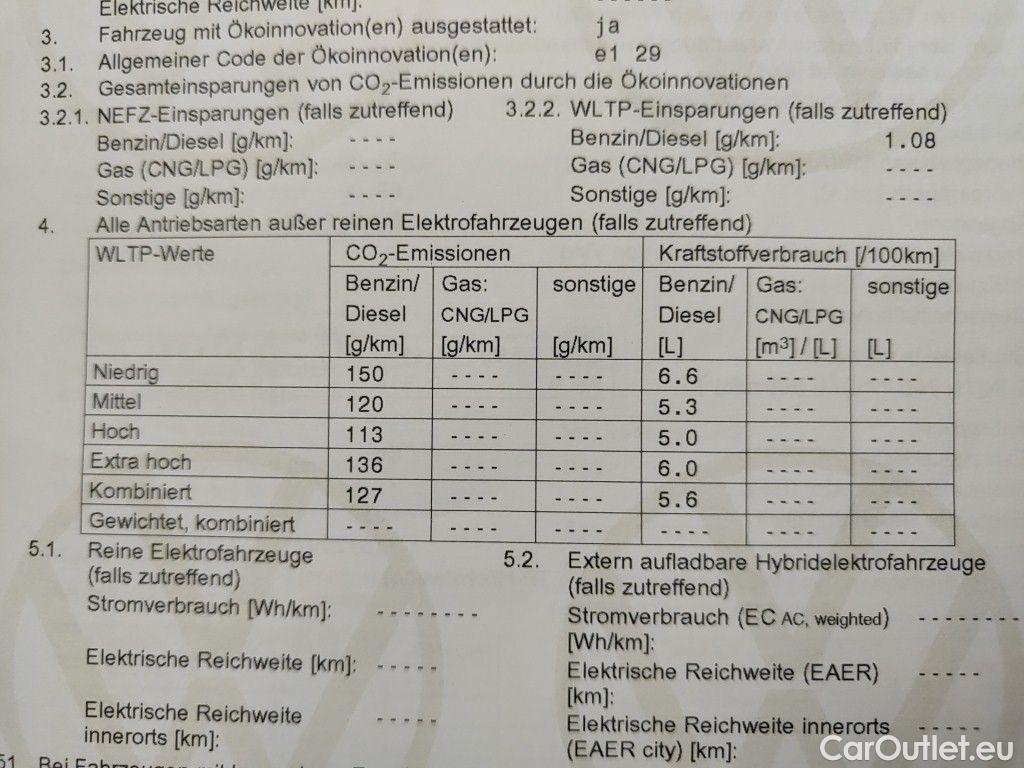 Elektrische Reichweite [km]: - - - - - -
3. Fahrzeug mit Ökoinnovation(en) ausgestattet: ja
3.1. Allgemeiner Code der Ökoinnovation(en): e1 29
3.2. Gesamteinsparungen von CO₂-Emissionen durch die Ökoinnovationen
3.2.1. NEFZ-Einsparungen (falls zutreffend) 3.2.2. WLTP-Einsparungen (falls zutreffend)
Benzin/Diesel [g/km]: - - - - Benzin/Diesel [g/km]: 1.08
Gas (CNG/LPG) [g/km]: - - - - Gas (CNG/LPG) [g/km]: - - - -
Sonstige [g/km]: - - - - Sonstige [g/km]: - - - -
4. Alle Antriebsarten außer reinen Elektrofahrzeugen (falls zutreffend)
WLTP-Werte CO₂-Emissionen Kraftstoffverbrauch [/100km]
Benzin/ Gas: sonstige Benzin/ Gas: sonstige
Diesel CNG/LPG Diesel CNG/LPG
[g/km] [g/km] [g/km] [L] [m³] / [L] [L]
Niedrig 150 - - - - - - - - 6.6 - - - - - - - -
Mittel 120 - - - - - - - - 5.3 - - - - - - - -
Hoch 113 - - - - - - - - 5.0 - - - - - - - -
Extra hoch 136 - - - - - - - - 6.0 - - - - - - - -
Kombiniert 127 - - - - - - - - 5.6 - - - - - - - -
Gewichtet, kombiniert - - - - - - - - - - - - - - - - - - - - - - - -
5.1. Reine Elektrofahrzeuge 5.2. Extern aufladbare Hybridelektrofahrzeuge
(falls zutreffend) (falls zutreffend)
Stromverbrauch [Wh/km]: - - - - - - - - Stromverbrauch (EC AC, weighted) - - - - - - - -
[Wh/km]:
Elektrische Reichweite [km]: - - - - - Elektrische Reichweite (EAER) - - - - -
[km]:
Elektrische Reichweite - - - - - Elektrische Reichweite innerorts - - - - -
innerorts [km]: (EAER city) [km]:
51 Bei Fahrzeugen mit
CarOutlet.eu